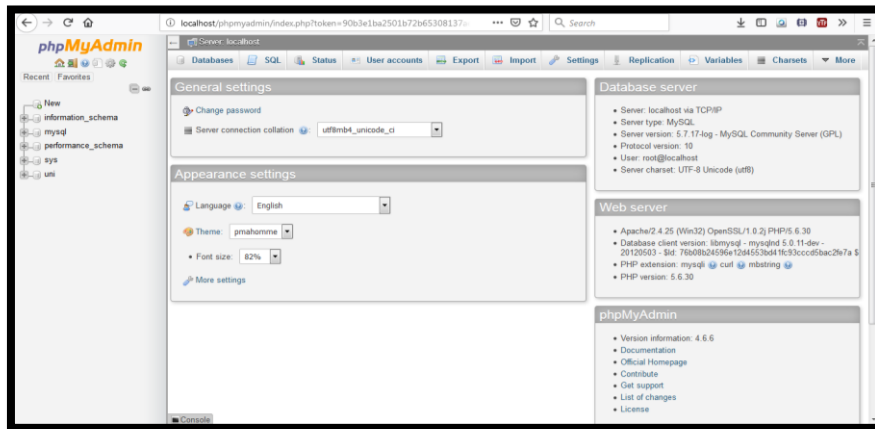 localhost/phpmyadmin/index.php?token=90b3e1ba2501b72b65308137
Search
phpMyAdmin
Recent Favorites
New
information_schema
mysql
performance_schema
sys
uni
Server: localhost
Databases SQL Status User accounts Export Import Settings Replication Variables Charsets More
General settings
Change password
Server connection collation utf8mb4_unicode_ci
Appearance settings
Language : English
Theme: pmahomme
Font size: 82%
More settings
Database server
Server: localhost via TCP/IP
Server type: MySQL
Server version: 5.7.17-log - MySQL Community Server (GPL)
Protocol version: 10
User: root@localhost
Server charset: UTF-8 Unicode (utf8)
Web server
Apache/2.4.25 (Win32) OpenSSL/1.0.2j PHP/5.6.30
Database client version: libmysql - mysqlnd 5.0.11-dev -
20120503 - $Id: 76b08b24596e12d4553bd41fc93cccd5bac2fe7a $
PHP extension: mysqli curl mbstring
PHP version: 5.6.30
phpMyAdmin
Version information: 4.6.6
Documentation
Official Homepage
Contribute
Get support
List of changes
License
Console